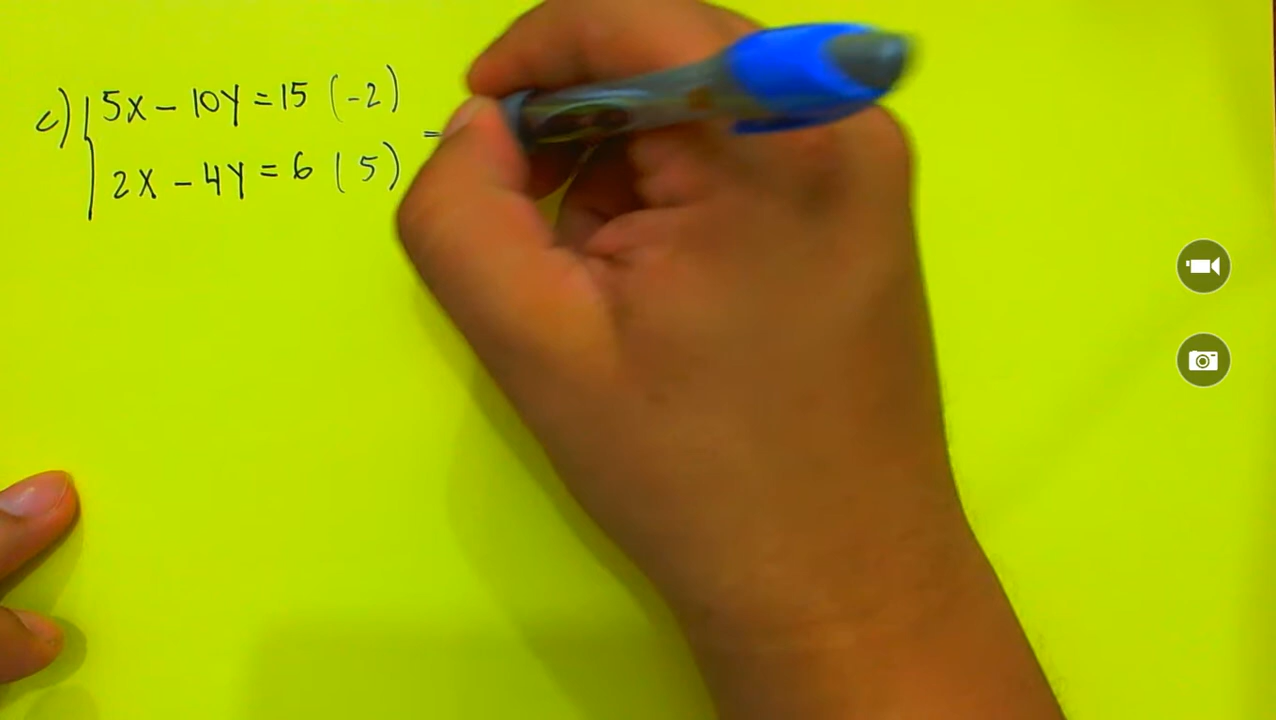 c) 5x - 10y = 15 (-2)
2x - 4y = 6 (5) =